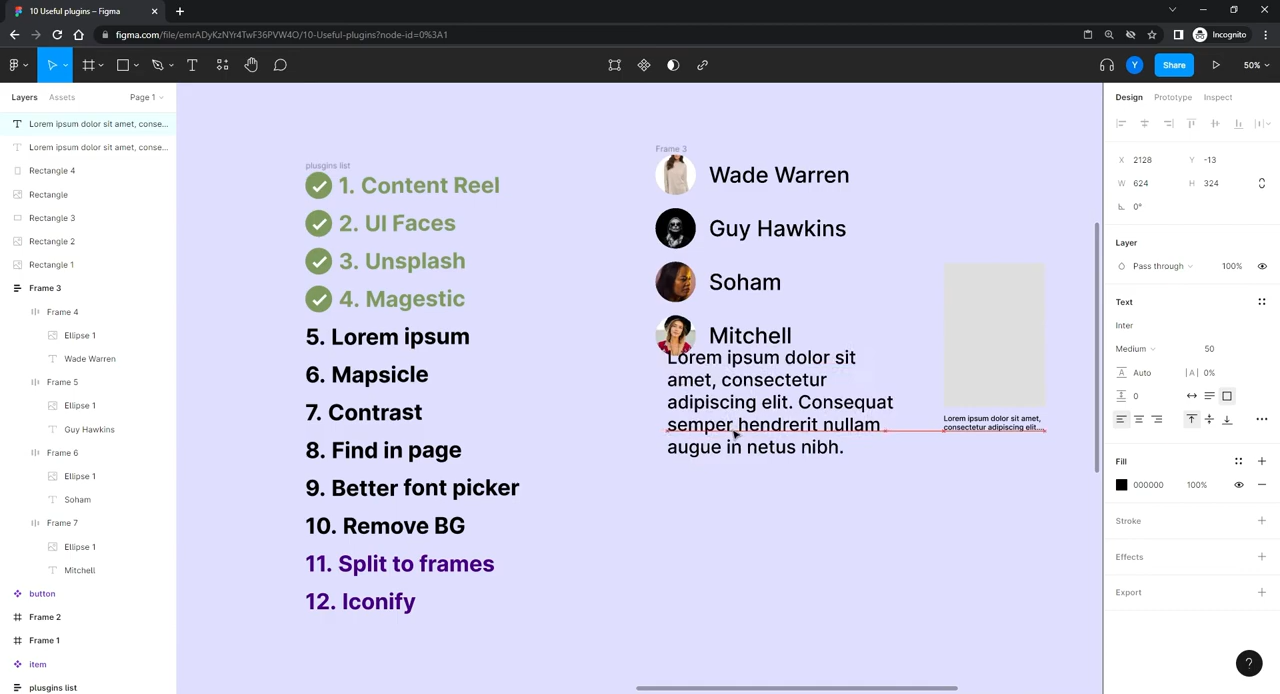 10 Useful plugins – Figma
figma.com/file/emrADyKzNYr4TwF36PVW4O/10-Useful-plugins?node-id=0%3A1
Incognito
Y
Share
50%
Layers
Assets
Page 1
Lorem ipsum dolor sit amet, conse...
Lorem ipsum dolor sit amet, conse...
Rectangle 4
Rectangle
Rectangle 3
Rectangle 2
Rectangle 1
Frame 3
Frame 4
Ellipse 1
Wade Warren
Frame 5
Ellipse 1
Guy Hawkins
Frame 6
Ellipse 1
Soham
Frame 7
Ellipse 1
Mitchell
button
Frame 2
Frame 1
item
plusgins list
plusgins list
1. Content Reel
2. UI Faces
3. Unsplash
4. Magestic
5. Lorem ipsum
6. Mapsicle
7. Contrast
8. Find in page
9. Better font picker
10. Remove BG
11. Split to frames
12. Iconify
Frame 3
Wade Warren
Guy Hawkins
Soham
Mitchell
Lorem ipsum dolor sit
amet, consectetur
adipiscing elit. Consequat
semper hendrerit nullam
augue in netus nibh.
Lorem ipsum dolor sit amet,
consectetur adipiscing elit....
Design
Prototype
Inspect
X 2128 Y -13
W 624 H 324
0°
Layer
Pass through 100%
Text
Inter
Medium 50
Auto |A| 0%
0
Fill
000000 100%
Stroke
Effects
Export
?